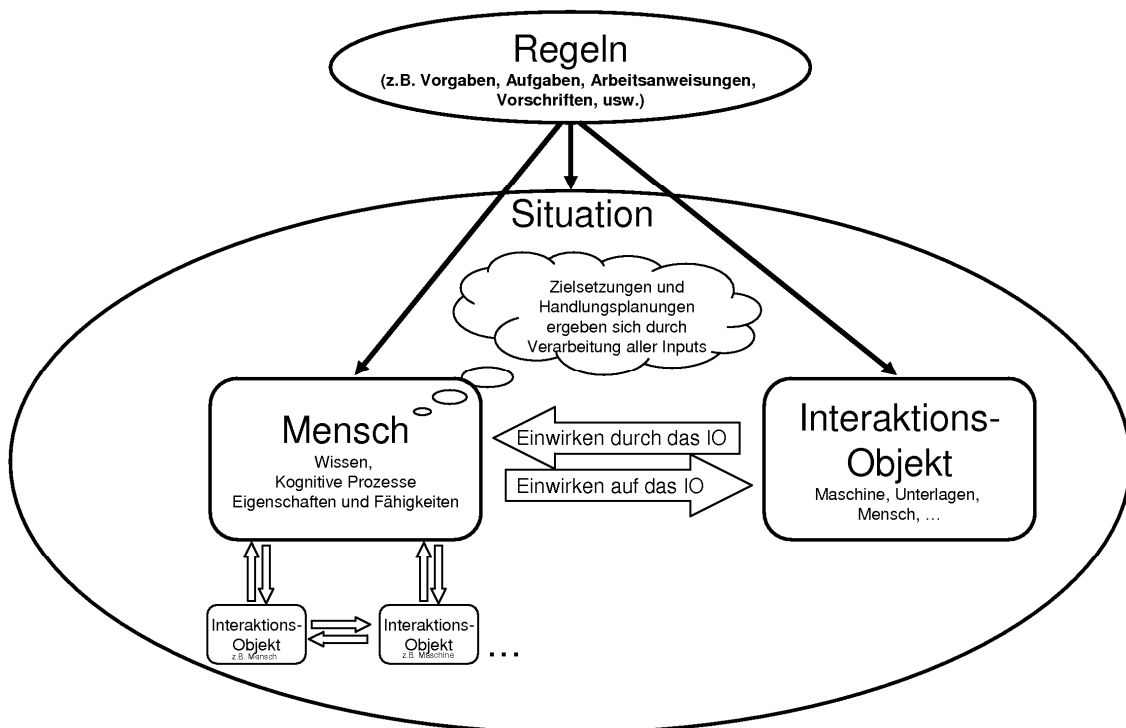 Regeln
(z.B. Vorgaben, Aufgaben, Arbeitsanweisungen,
Vorschriften, usw.)
Situation
Zielsetzungen und
Handlungsplanungen
ergeben sich durch
Verarbeitung aller Inputs
Mensch
Wissen,
Kognitive Prozesse
Eigenschaften und Fähigkeiten
Einwirken durch das IO
Einwirken auf das IO
Interaktions-
Objekt
Maschine, Unterlagen,
Mensch, …
Interaktions-
Objekt
z.B. Mensch
Interaktions-
Objekt
z.B. Maschine
…